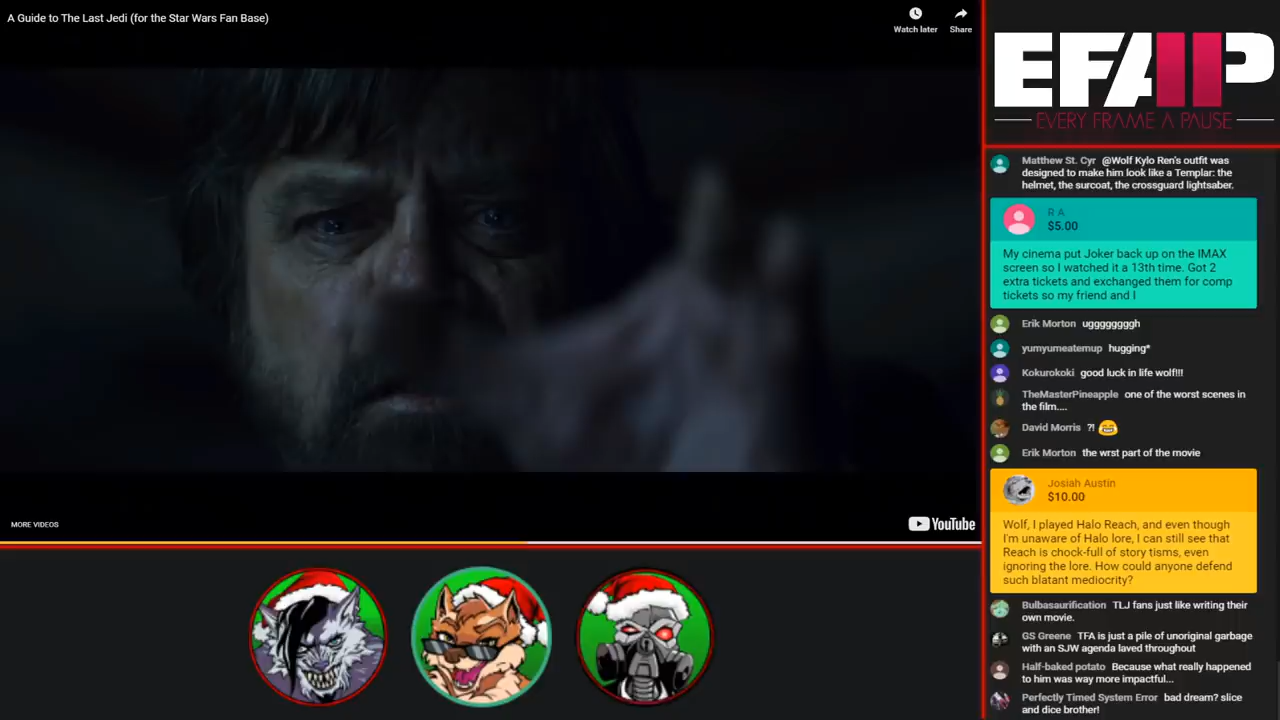 A Guide to The Last Jedi (for the Star Wars Fan Base)
Watch later
Share
MORE VIDEOS
YouTube
EFAP
EVERY FRAME A PAUSE
Matthew St. Cyr @Wolf Kylo Ren's outfit was
designed to make him look like a Templar: the
helmet, the surcoat, the crossguard lightsaber.
R A
$5.00
My cinema put Joker back up on the IMAX
screen so I watched it a 13th time. Got 2
extra tickets and exchanged them for comp
tickets so my friend and I
Erik Morton uggggggggh
yumyumeatemup hugging*
Kokurokoki good luck in life wolf!!!
TheMasterPineapple one of the worst scenes in
the film....
David Morris ?! 😂
Erik Morton the wrst part of the movie
Josiah Austin
$10.00
Wolf, I played Halo Reach, and even though
I'm unaware of Halo lore, I can still see that
Reach is chock-full of story tisms, even
ignoring the lore. How could anyone defend
such blatant mediocrity?
Bulbasaurification TLJ fans just like writing their
own movie.
GS Greene TFA is just a pile of unoriginal garbage
with an SJW agenda laved throughout
Half-baked potato Because what really happened
to him was way more impactful...
Perfectly Timed System Error bad dream? slice
and dice brother!